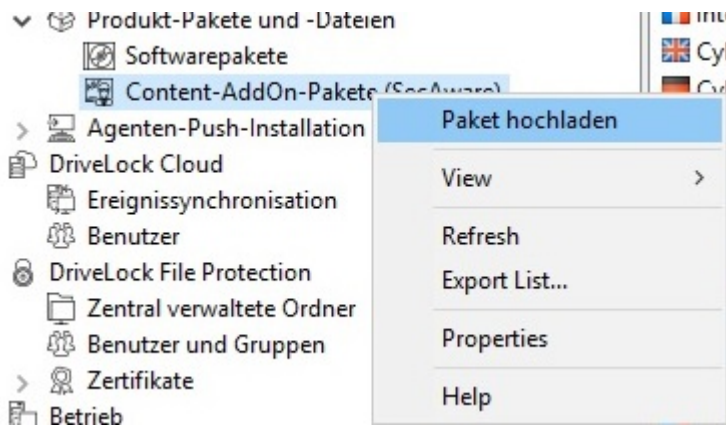 Produkt-Pakete und -Dateien
Softwarepakete
Content-AddOn-Pakete (SecAware)
Agenten-Push-Installation
DriveLock Cloud
Ereignissynchronisation
Benutzer
DriveLock File Protection
Zentral verwaltete Ordner
Benutzer und Gruppen
Zertifikate
Betrieb
Paket hochladen
View
Refresh
Export List...
Properties
Help